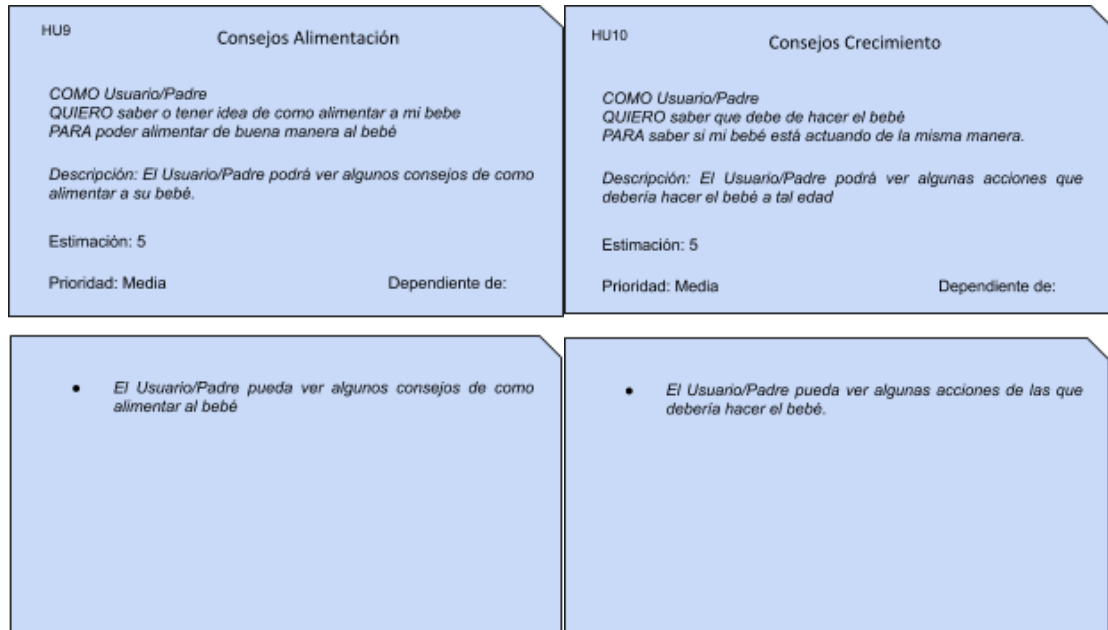 HU9
Consejos Alimentación
COMO Usuario/Padre
QUIERO saber o tener idea de como alimentar a mi bebe
PARA poder alimentar de buena manera al bebé
Descripción: El Usuario/Padre podrá ver algunos consejos de como
alimentar a su bebé.
Estimación: 5
Prioridad: Media
Dependiente de:
HU10
Consejos Crecimiento
COMO Usuario/Padre
QUIERO saber que debe de hacer el bebé
PARA saber si mi bebé está actuando de la misma manera.
Descripción: El Usuario/Padre podrá ver algunas acciones que
debería hacer el bebé a tal edad
Estimación: 5
Prioridad: Media
Dependiente de:
● El Usuario/Padre pueda ver algunos consejos de como
alimentar al bebé
● El Usuario/Padre pueda ver algunas acciones de las que
debería hacer el bebé.